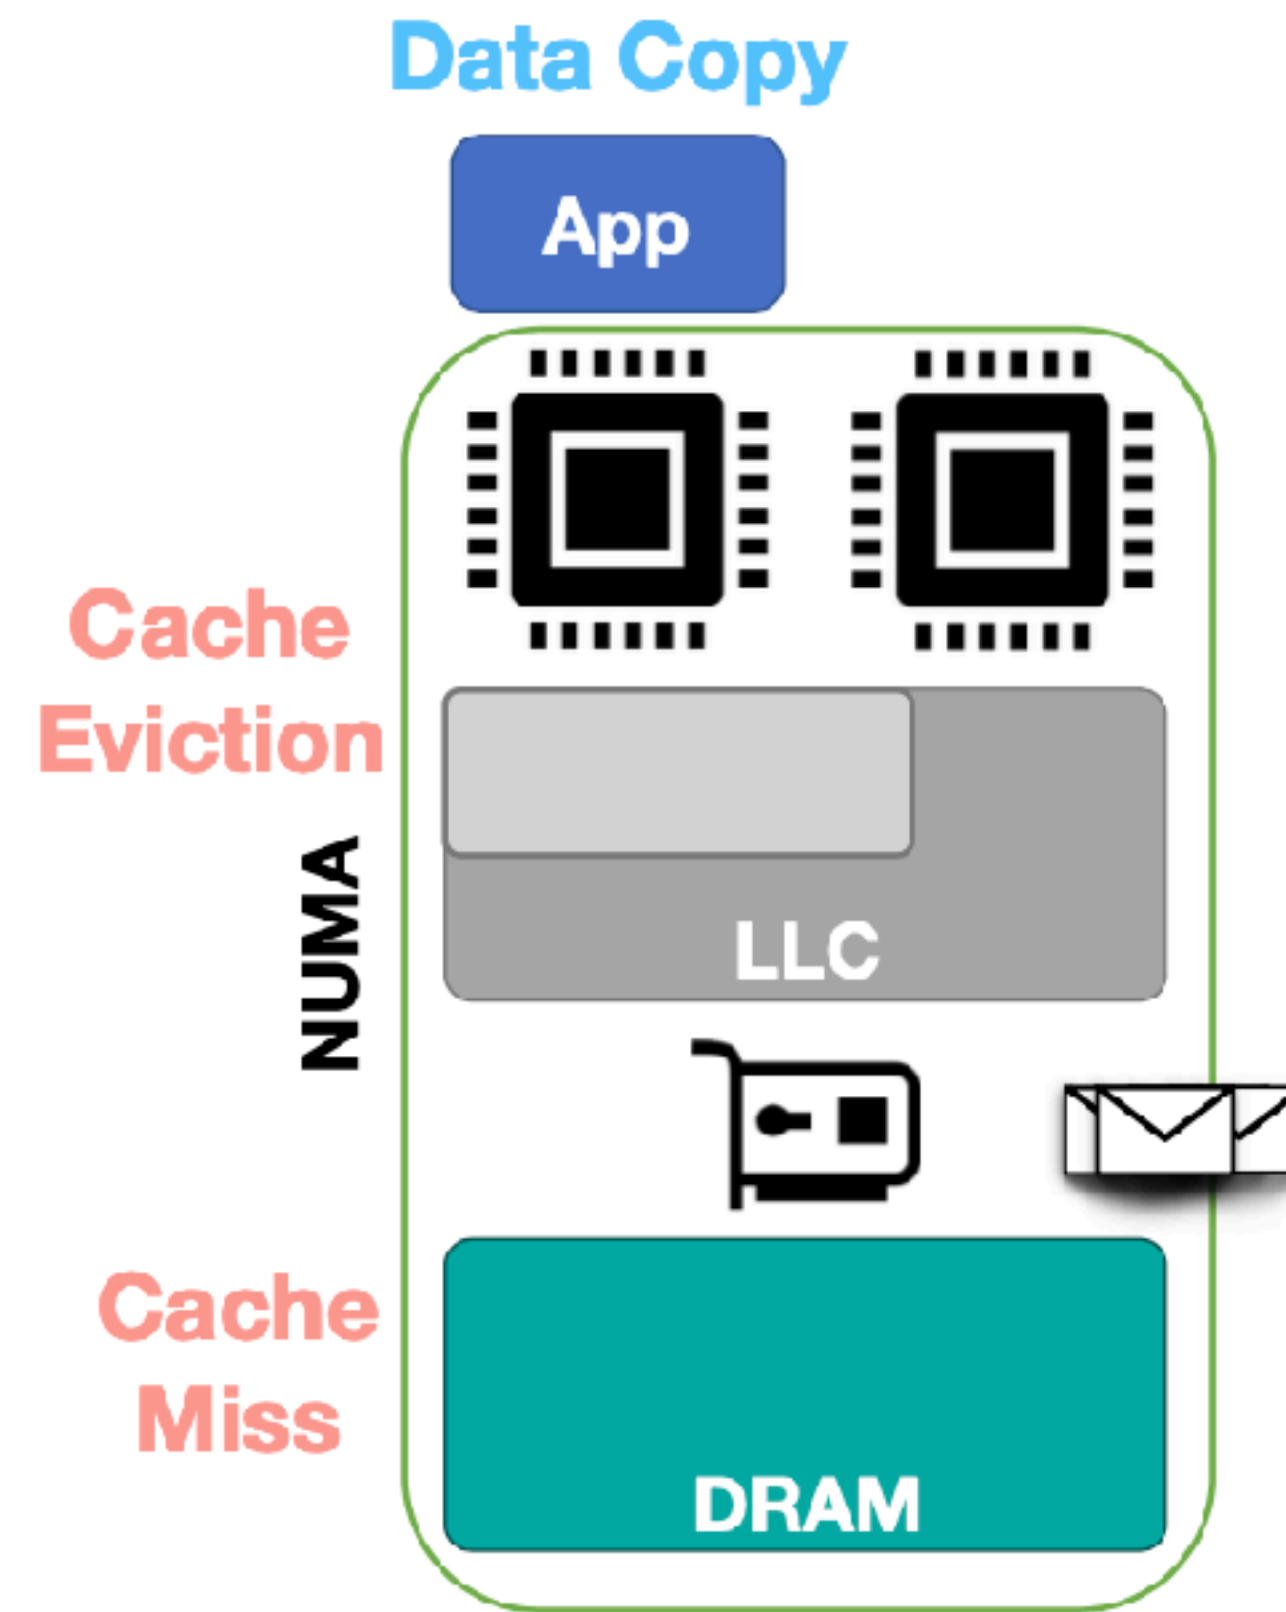 Data Copy
App
Cache
Eviction
NUMA
LLC
Cache
Miss
DRAM